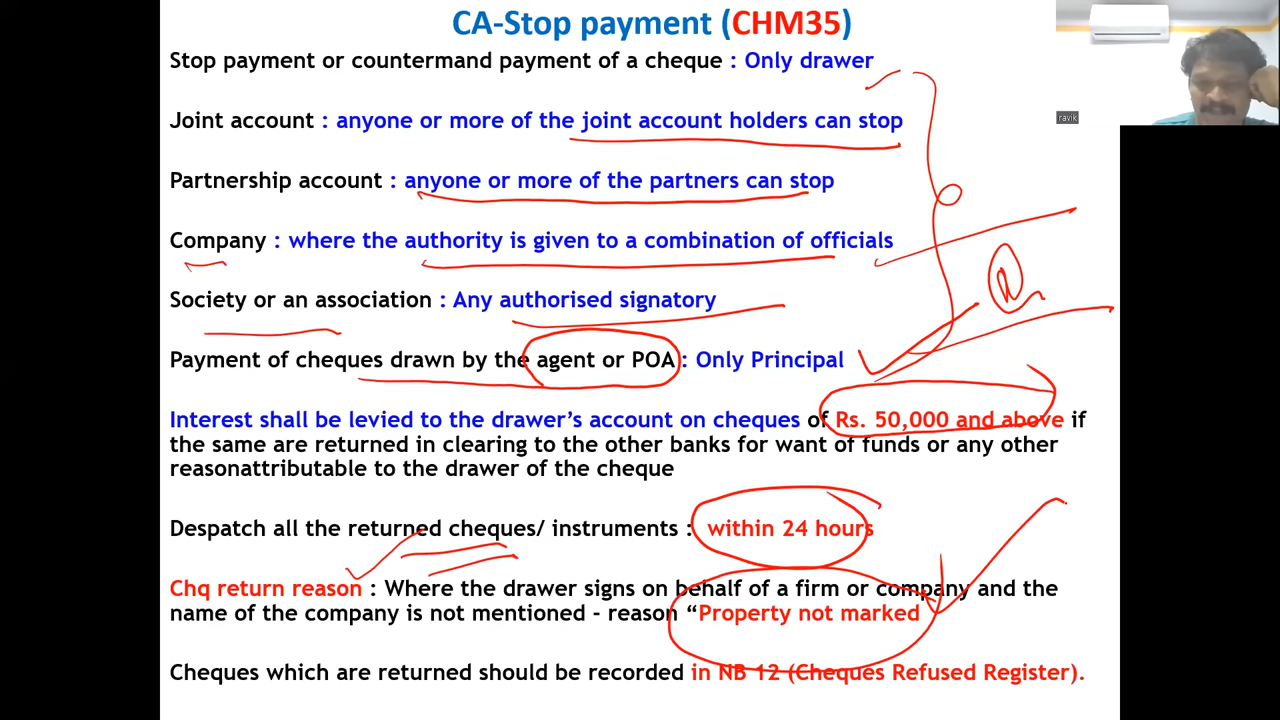 CA-Stop payment (CHM35)
Stop payment or countermand payment of a cheque : Only drawer
ravik
Joint account : anyone or more of the joint account holders can stop
Partnership account : anyone or more of the partners can stop
Company : where the authority is given to a combination of officials
Society or an association : Any authorised signatory
Payment of cheques drawn by the agent or POA : Only Principal
Interest shall be levied to the drawer's account on cheques of Rs. 50,000 and above if
the same are returned in clearing to the other banks for want of funds or any other
reasonattributable to the drawer of the cheque
Despatch all the returned cheques/ instruments : within 24 hours
Chq return reason : Where the drawer signs on behalf of a firm or company and the
name of the company is not mentioned - reason “Property not marked
Cheques which are returned should be recorded in NB 12 (Cheques Refused Register).